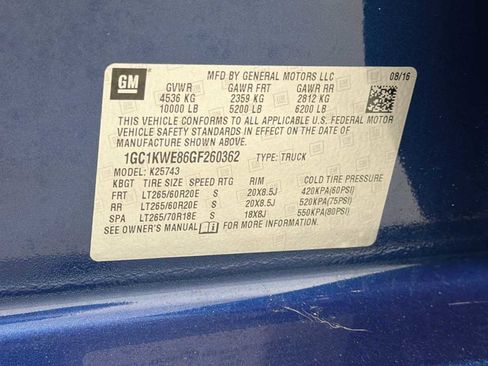 GM
MFD BY GENERAL MOTORS LLC 08/16
GVWR GAWR FRT GAWR RR
4536 KG 2359 KG 2812 KG
10000 LB 5200 LB 6200 LB
THIS VEHICLE CONFORMS TO ALL APPLICABLE U.S. FEDERAL MOTOR
VEHICLE SAFETY STANDARDS IN EFFECT ON THE DATE OF
MANUFACTURE SHOWN ABOVE.
1GC1KWE86GF260362 TYPE: TRUCK
MODEL: K25743
KBGT TIRE SIZE SPEED RTG RIM COLD TIRE PRESSURE
FRT LT265/60R20E S 20X8.5J 420KPA(60PSI)
RR LT265/60R20E S 20X8.5J 520KPA(75PSI)
SPA LT265/70R18E S 18X8J 550KPA(80PSI)
SEE OWNER'S MANUAL